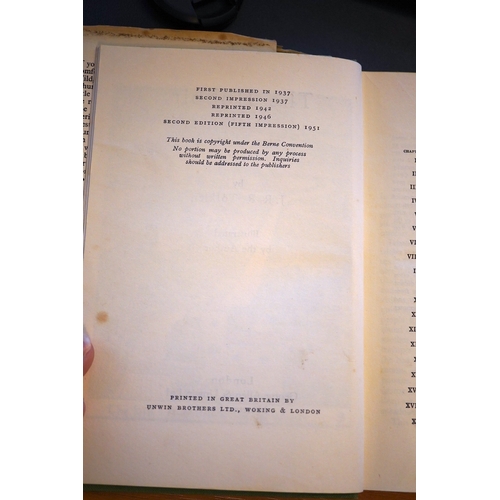 FIRST PUBLISHED IN 1937
SECOND IMPRESSION 1937
REPRINTED 1942
REPRINTED 1946
SECOND EDITION (FIFTH IMPRESSION) 1951
This book is copyright under the Berne Convention
No portion may be produced by any process
without written permission. Inquiries
should be addressed to the publishers
PRINTED IN GREAT BRITAIN BY
UNWIN BROTHERS LTD., WOKING & LONDON